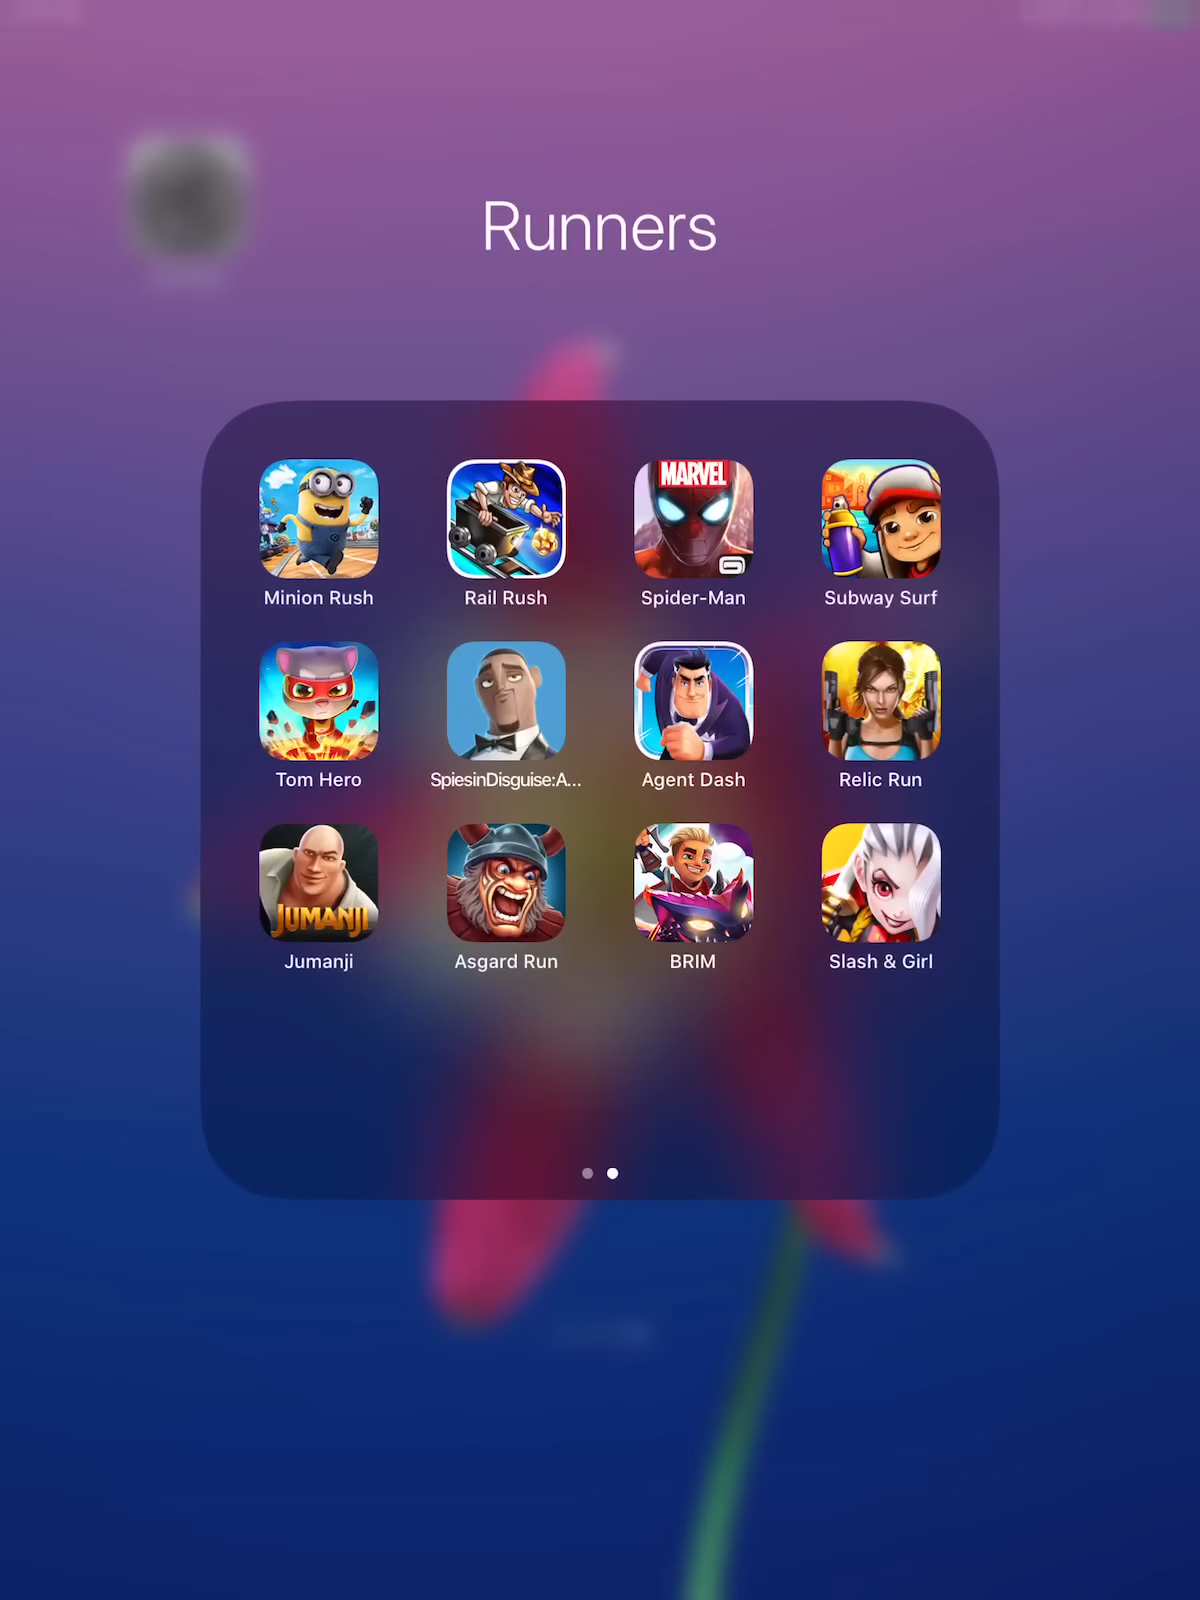 Runners
MARVEL
Minion Rush
Rail Rush
Spider-Man
Subway Surf
Tom Hero
SpiesinDisguise:A...
Agent Dash
Relic Run
JUMANJI
Jumanji
Asgard Run
BRIM
Slash & Girl